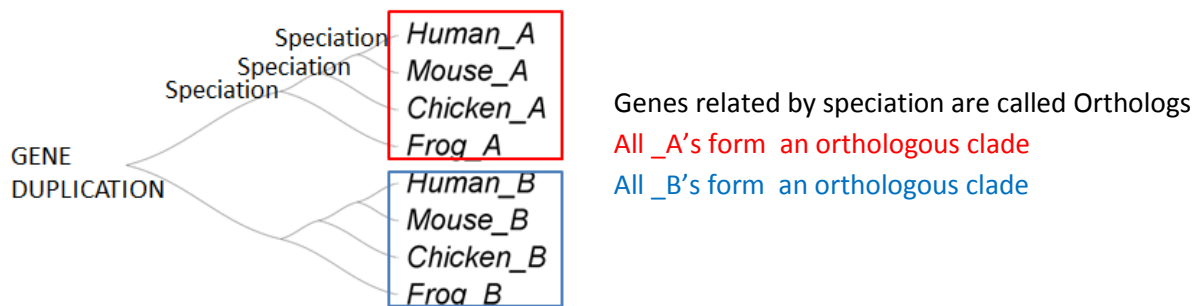 Speciation
Speciation
Speciation
GENE
DUPLICATION
Human_A
Mouse_A
Chicken_A
Frog_A
Human_B
Mouse_B
Chicken_B
Frog_B
Genes related by speciation are called Orthologs
All _A's form  an orthologous clade
All _B's form  an orthologous clade